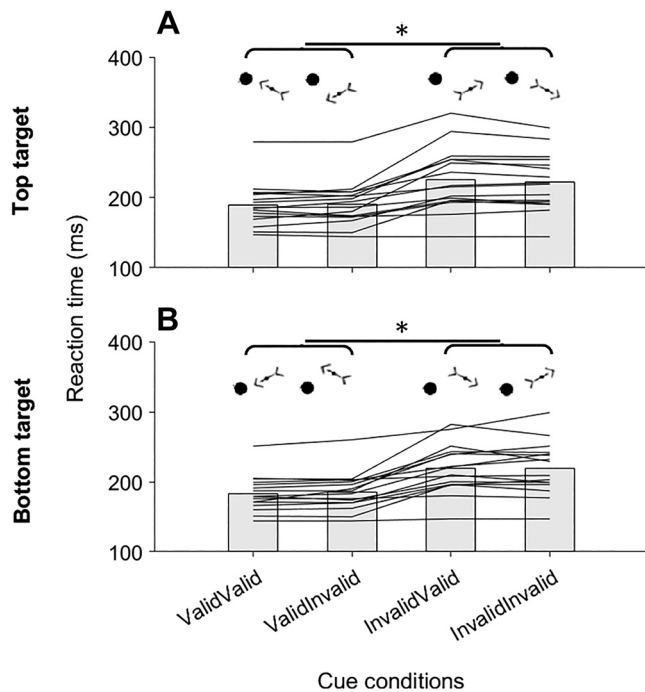 A
*
400
300
200
100
Top target
Reaction time (ms)
B
*
400
300
200
100
Bottom target
ValidValid
ValidInvalid
InvalidValid
InvalidInvalid
Cue conditions